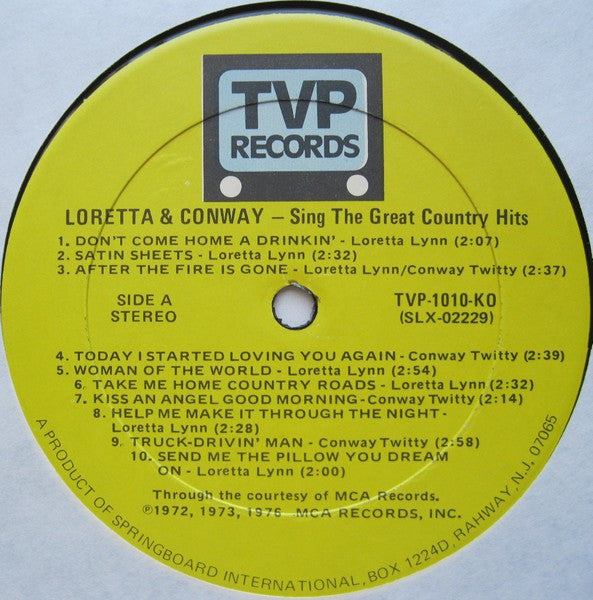 TVP
RECORDS
LORETTA & CONWAY – Sing The Great Country Hits
1. DON'T COME HOME A DRINKIN' - Loretta Lynn (2:07)
2. SATIN SHEETS - Loretta Lynn (2:32)
3. AFTER THE FIRE IS GONE - Loretta Lynn/Conway Twitty (2:37)
SIDE A
STEREO
TVP-1010-KO
(SLX-02229)
4. TODAY I STARTED LOVING YOU AGAIN - Conway Twitty (2:39)
5. WOMAN OF THE WORLD - Loretta Lynn (2:54)
6. TAKE ME HOME COUNTRY ROADS - Loretta Lynn (2:32)
7. KISS AN ANGEL GOOD MORNING - Conway Twitty (2:14)
8. HELP ME MAKE IT THROUGH THE NIGHT -
Loretta Lynn (2:28)
9. TRUCK-DRIVIN' MAN - Conway Twitty (2:58)
10. SEND ME THE PILLOW YOU DREAM
ON - Loretta Lynn (2:00)
Through the courtesy of MCA Records.
℗1972, 1973, 1976 MCA RECORDS, INC.
A PRODUCT OF SPRINGBOARD INTERNATIONAL, BOX 1224D, RAHWAY, N.J. 07065